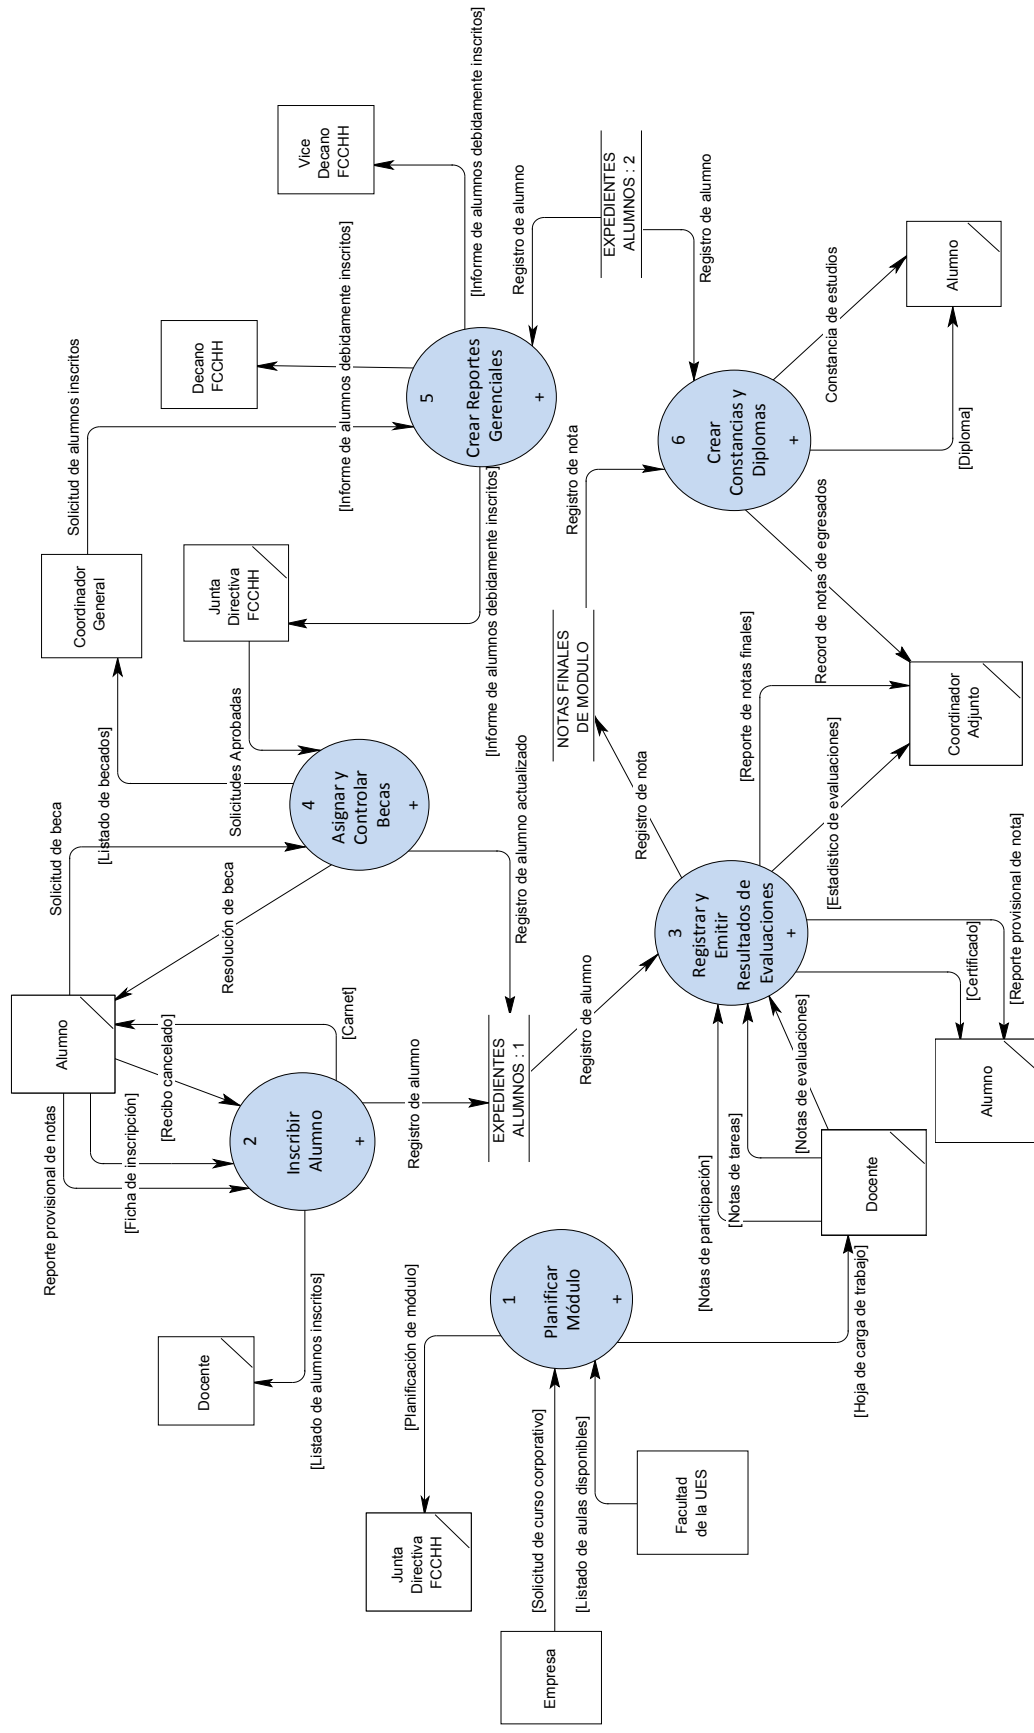 Empresa
[Solicitud de curso corporativo]
Facultad
de la UES
[Listado de aulas disponibles]
Junta
Directiva
FCCHH
[Planificación de módulo]
1
Planificar
Módulo
+
[Hoja de carga de trabajo]
Docente
[Listado de alumnos inscritos]
2
Inscribir
Alumno
+
Reporte provisional de notas
[Ficha de inscripción]
[Recibo cancelado]
[Carnet]
Alumno
Registro de alumno
EXPEDIENTES
ALUMNOS : 1
Registro de alumno
Docente
[Notas de participación]
[Notas de tareas]
[Notas de evaluaciones]
3
Registrar y
Emitir
Resultados de
Evaluaciones
+
Alumno
[Certificado]
[Reporte provisional de nota]
Solicitud de beca
Resolución de beca
[Listado de becados]
Solicitudes Aprobadas
4
Asignar y
Controlar
Becas
+
Registro de alumno actualizado
Registro de nota
NOTAS FINALES
DE MODULO
Registro de nota
[Reporte de notas finales]
[Estadistico de evaluaciones]
Coordinador
Adjunto
Record de notas de egresados
Coordinador
General
Solicitud de alumnos inscritos
Junta
Directiva
FCCHH
[Informe de alumnos debidamente inscritos]
5
Crear Reportes
Gerenciales
+
Decano
FCCHH
[Informe de alumnos debidamente inscritos]
Vice
Decano
FCCHH
[Informe de alumnos debidamente inscritos]
Registro de alumno
EXPEDIENTES
ALUMNOS : 2
Registro de alumno
6
Crear
Constancias y
Diplomas
+
Constancia de estudios
[Diploma]
Alumno